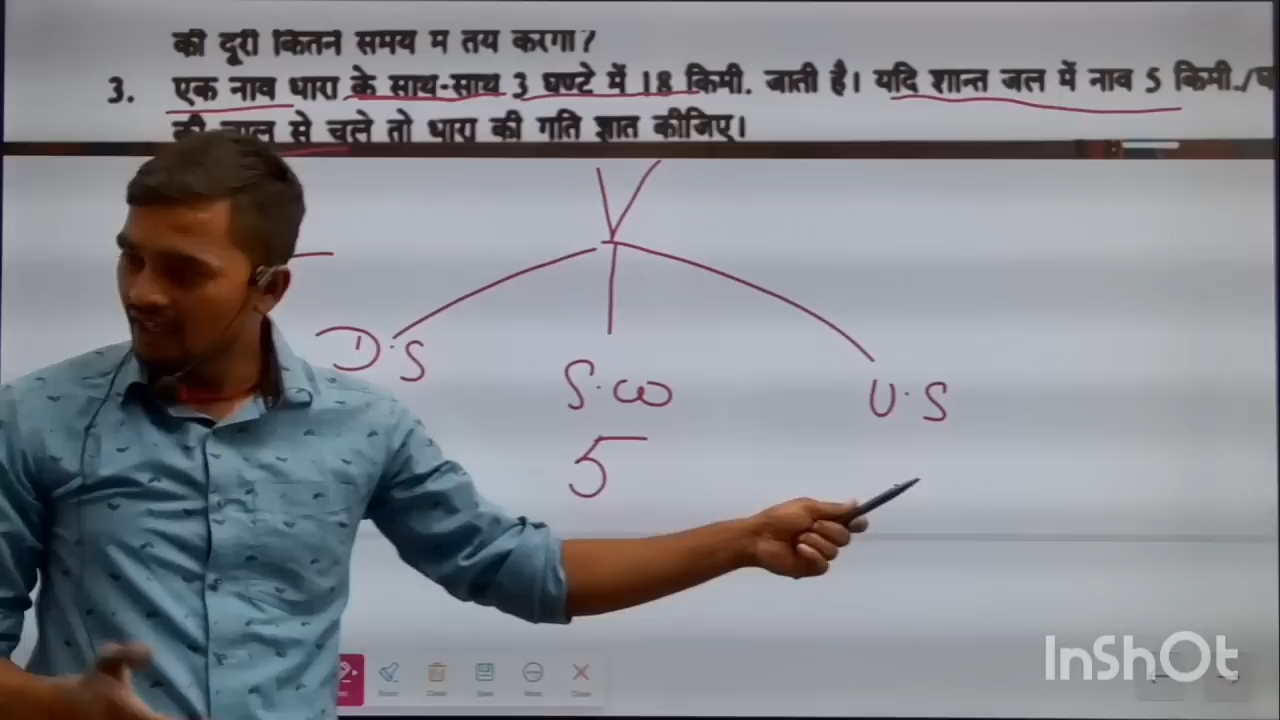 की दूरी कितने समय में तय करेगा?
3. एक नाव धारा के साथ-साथ 3 घण्टे में 18 किमी. जाती है। यदि शान्त जल में नाव 5 किमी./
की चाल से चले तो धारा की गति ज्ञात कीजिए।
D.S
S.W
U.S
5
InShOt